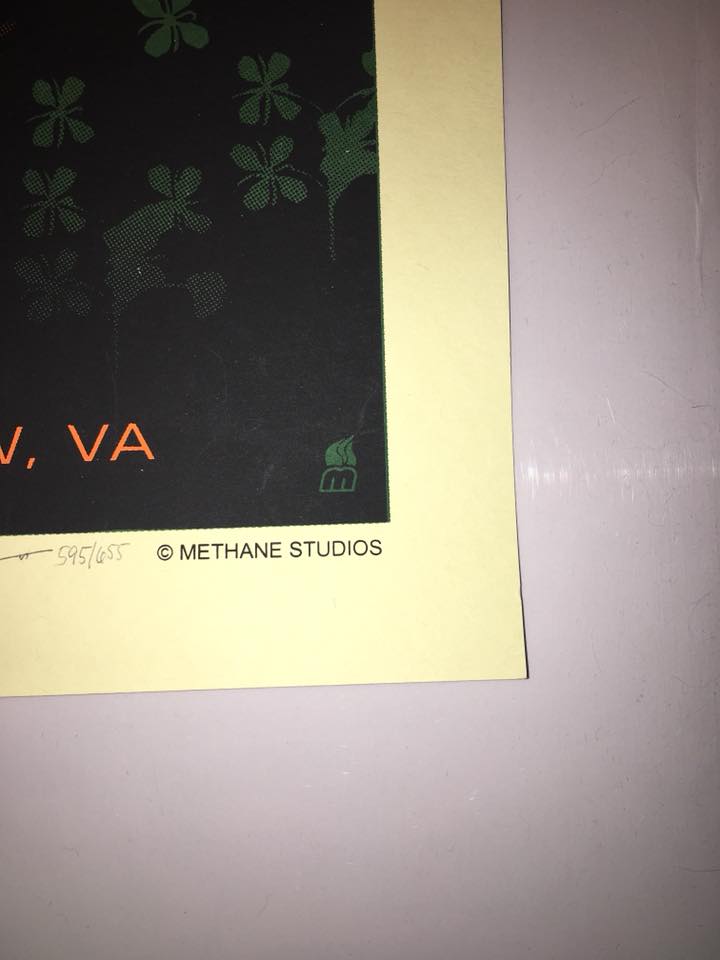 , VA
595/655 © METHANE STUDIOS